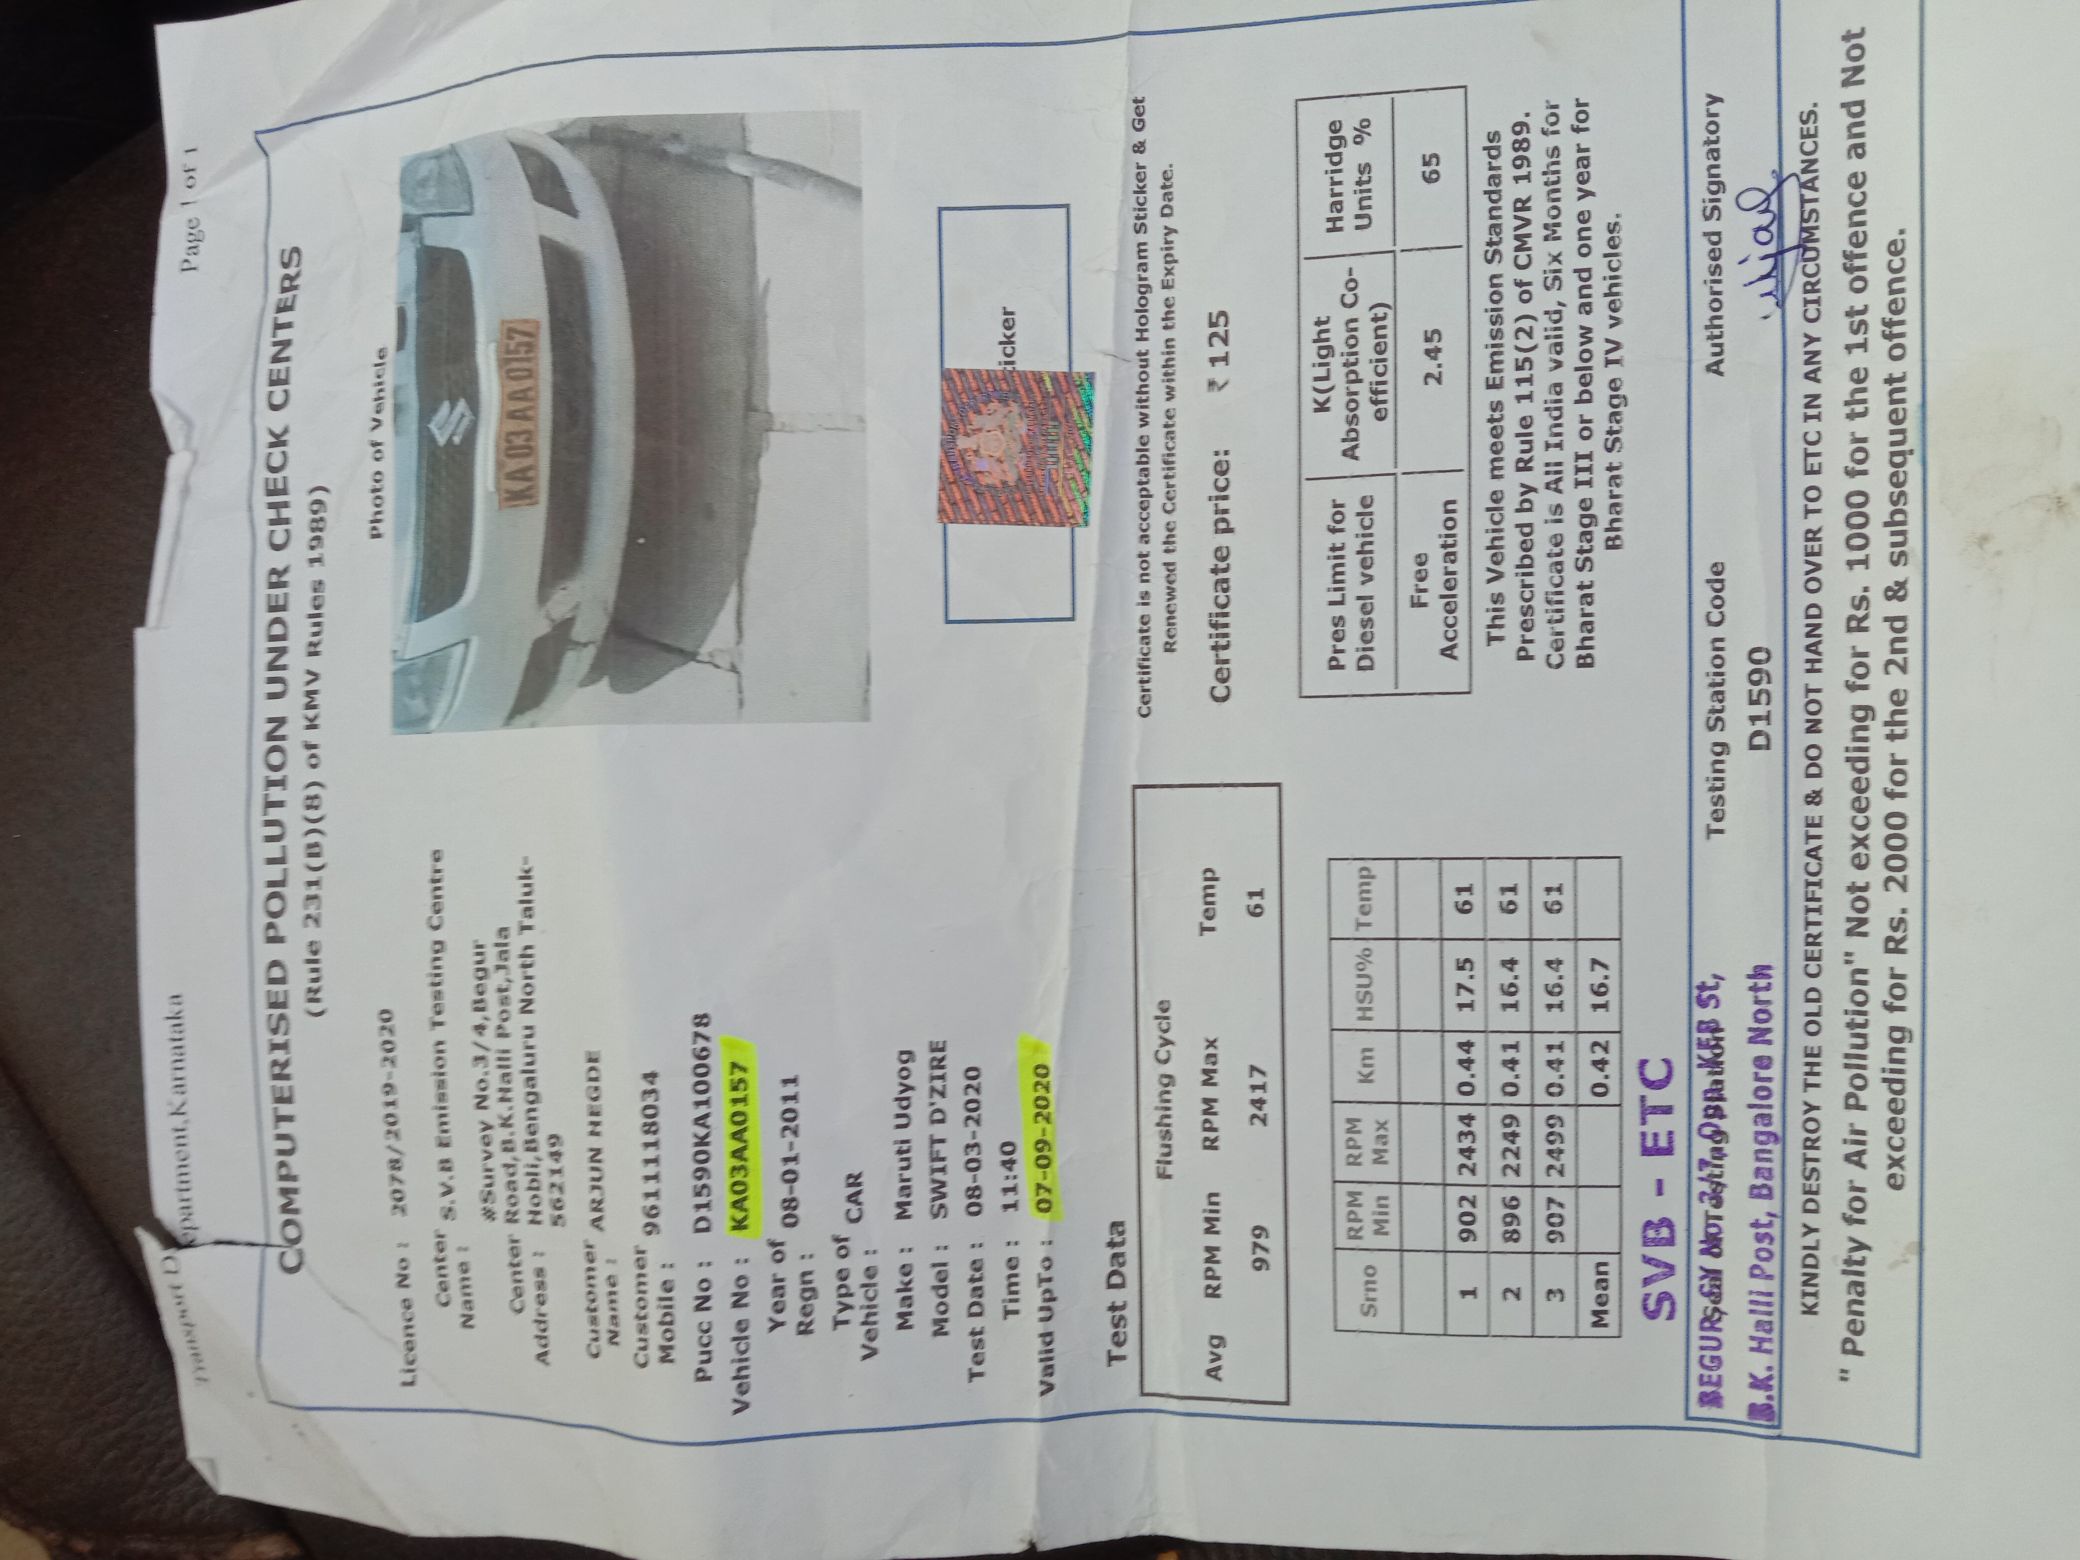 Transport Department,Karnataka
Page 1 of 1
COMPUTERISED POLLUTION UNDER CHECK CENTERS
(Rule 231(B)(8) of KMV Rules 1989)
Licence No : 2078/2019-2020
Center Name : S.V.B Emission Testing Centre
Center Address : #Survey No.3/4,Begur
Road,B.K.Halli Post,Jala
Hobli,Bengaluru North Taluk-
562149
Customer Name : ARJUN HEGDE
Customer Mobile : 9611118034
Pucc No : D1590KA100678
Vehicle No : KA03AA0157
Year of Regn : 08-01-2011
Type of Vehicle : CAR
Make : Maruti Udyog
Model : SWIFT D'ZIRE
Test Date : 08-03-2020
Time : 11:40
Valid UpTo : 07-09-2020
Photo of Vehicle
KA 03 AA 0157
ticker
Certificate is not acceptable without Hologram Sticker & Get
Renewed the Certificate within the Expiry Date.
Certificate price: ₹ 125
Test Data
Flushing Cycle
Avg RPM Min RPM Max Temp
979 2417 61
Srno RPM Min RPM Max Km HSU% Temp
1 902 2434 0.44 17.5 61
2 896 2249 0.41 16.4 61
3 907 2499 0.41 16.4 61
Mean 0.42 16.7
Pres Limit for Diesel vehicle K(Light Absorption Co-efficient) Harridge Units %
Free Acceleration 2.45 65
This Vehicle meets Emission Standards
Prescribed by Rule 115(2) of CMVR 1989.
Certificate is All India valid, Six Months for
Bharat Stage III or below and one year for
Bharat Stage IV vehicles.
SVB - ETC
BEGUR, SY No. 3/7, Opp. KEB St,
B.K. Halli Post, Bangalore North
Testing Station Code
D1590
Authorised Signatory
KINDLY DESTROY THE OLD CERTIFICATE & DO NOT HAND OVER TO ETC IN ANY CIRCUMSTANCES.
" Penalty for Air Pollution" Not exceeding for Rs. 1000 for the 1st offence and Not
exceeding for Rs. 2000 for the 2nd & subsequent offence.